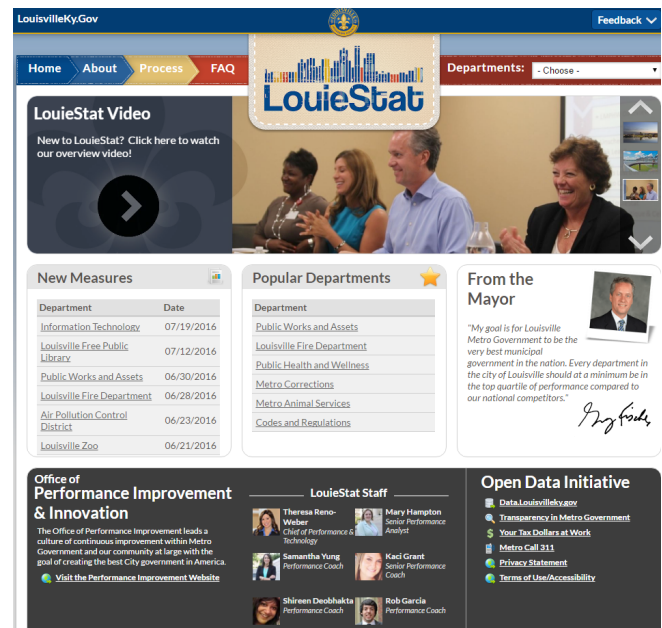 LouisvilleKy.Gov
Feedback
Home
About
Process
FAQ
LouieStat
Departments:
- Choose -
LouieStat Video
New to LouieStat? Click here to watch
our overview video!
New Measures
Department Date
Information Technology 07/19/2016
Louisville Free Public
Library 07/12/2016
Public Works and Assets 06/30/2016
Louisville Fire Department 06/28/2016
Air Pollution Control
District 06/23/2016
Louisville Zoo 06/21/2016
Popular Departments
Department
Public Works and Assets
Louisville Fire Department
Public Health and Wellness
Metro Corrections
Metro Animal Services
Codes and Regulations
From the
Mayor
"My goal is for Louisville
Metro Government to be the
very best municipal
government in the nation. Every department in
the city of Louisville should at a minimum be in
the top quartile of performance compared to
our national competitors."
Greg Fischer
Office of
Performance Improvement
& Innovation
The Office of Performance Improvement leads a
culture of continuous improvement within Metro
Government and our community at large with the
goal of creating the best City government in America.
Visit the Performance Improvement Website
LouieStat Staff
Theresa Reno-
Weber
Chief of Performance &
Technology
Mary Hampton
Senior Performance
Analyst
Samantha Yung
Performance Coach
Kaci Grant
Senior Performance
Coach
Shireen Deobhakta
Performance Coach
Rob Garcia
Performance Coach
Open Data Initiative
Data.Louisvilleky.gov
Transparency in Metro Government
Your Tax Dollars at Work
Metro Call 311
Privacy Statement
Terms of Use/Accessibility